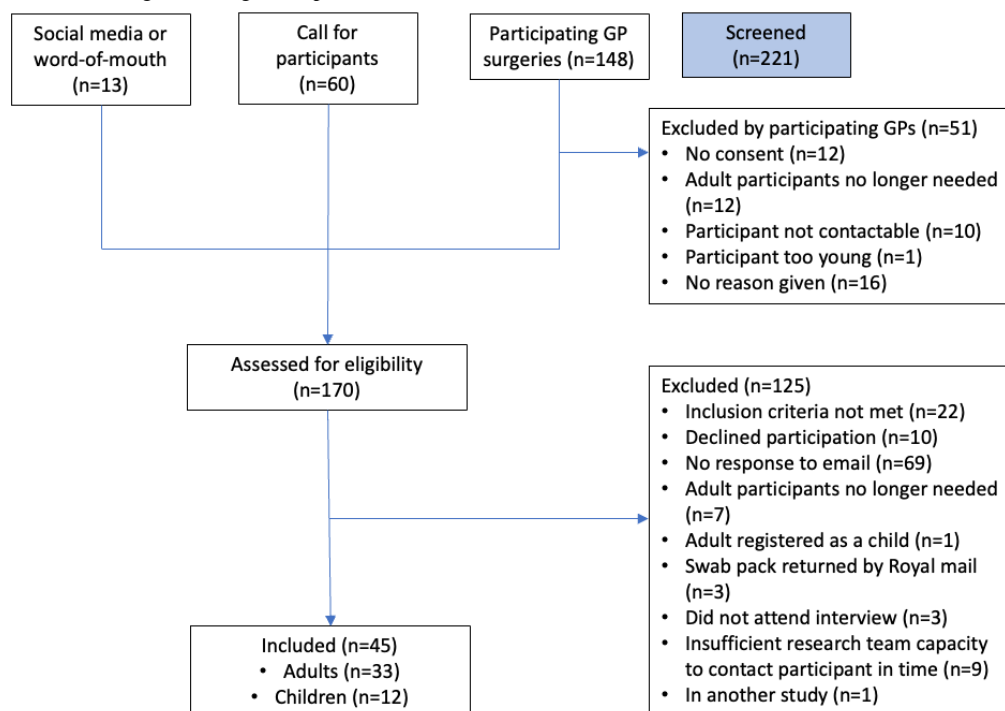 Social media or
word-of-mouth
(n=13)
Call for
participants
(n=60)
Participating GP
surgeries (n=148)
Screened
(n=221)
Excluded by participating GPs (n=51)
• No consent (n=12)
• Adult participants no longer needed
(n=12)
• Participant not contactable (n=10)
• Participant too young (n=1)
• No reason given (n=16)
Assessed for eligibility
(n=170)
Excluded (n=125)
• Inclusion criteria not met (n=22)
• Declined participation (n=10)
• No response to email (n=69)
• Adult participants no longer needed
(n=7)
• Adult registered as a child (n=1)
• Swab pack returned by Royal mail
(n=3)
• Did not attend interview (n=3)
• Insufficient research team capacity
to contact participant in time (n=9)
• In another study (n=1)
Included (n=45)
• Adults (n=33)
• Children (n=12)